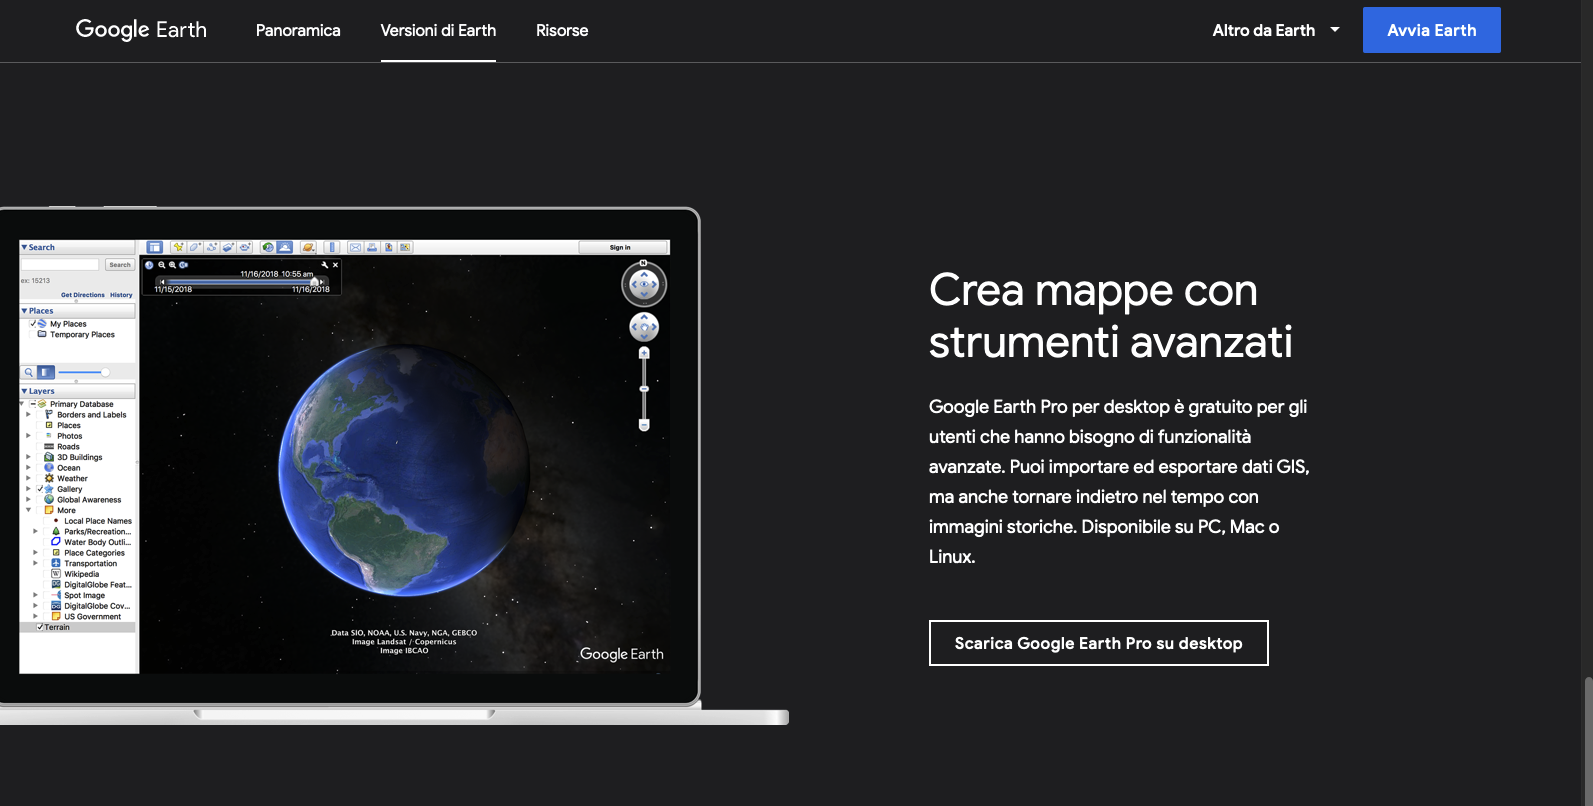 Google Earth
Panoramica
Versioni di Earth
Risorse
Altro da Earth
Avvia Earth
Search
Sign in
Search
ex: 15213
Get Directions History
Places
My Places
Temporary Places
Layers
Primary Database
Borders and Labels
Places
Photos
Roads
3D Buildings
Ocean
Weather
Gallery
Global Awareness
More
Local Place Names
Parks/Recreation...
Water Body Outli...
Place Categories
Transportation
Wikipedia
DigitalGlobe Feat...
Spot Image
DigitalGlobe Cov...
US Government
Terrain
11/16/2018 10:55 am
11/15/2018
11/16/2018
N
Data SIO, NOAA, U.S. Navy, NGA, GEBCO
Image Landsat / Copernicus
Image IBCAO
Google Earth
Crea mappe con
strumenti avanzati
Google Earth Pro per desktop è gratuito per gli
utenti che hanno bisogno di funzionalità
avanzate. Puoi importare ed esportare dati GIS,
ma anche tornare indietro nel tempo con
immagini storiche. Disponibile su PC, Mac o
Linux.
Scarica Google Earth Pro su desktop